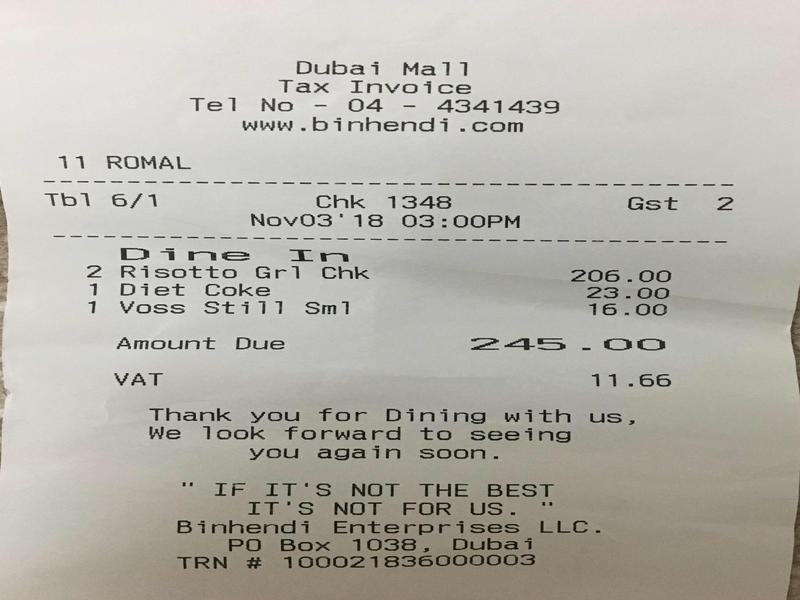 Dubai Mall
Tax Invoice
Tel No - 04 - 4341439
www.binhendi.com
11 ROMAL
Tbl 6/1 Chk 1348 Gst 2
Nov03'18 03:00PM
Dine In
2 Risotto Grl Chk 206.00
1 Diet Coke 23.00
1 Voss Still Sml 16.00
Amount Due 245.00
VAT 11.66
Thank you for Dining with us,
We look forward to seeing
you again soon.
" IF IT'S NOT THE BEST
IT'S NOT FOR US. "
Binhendi Enterprises LLC.
PO Box 1038, Dubai
TRN # 100021836000003